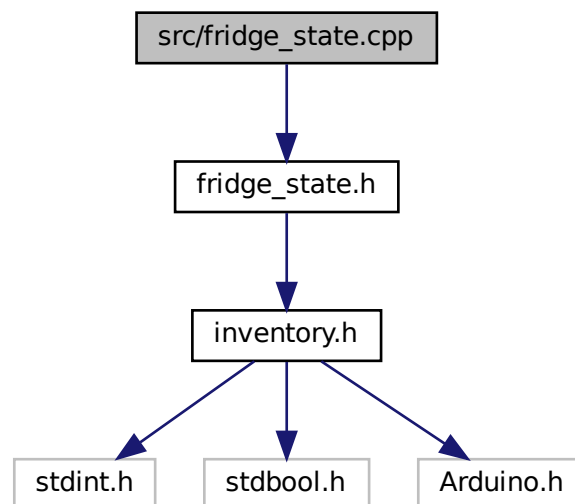 src/fridge_state.cpp
fridge_state.h
inventory.h
stdint.h
stdbool.h
Arduino.h